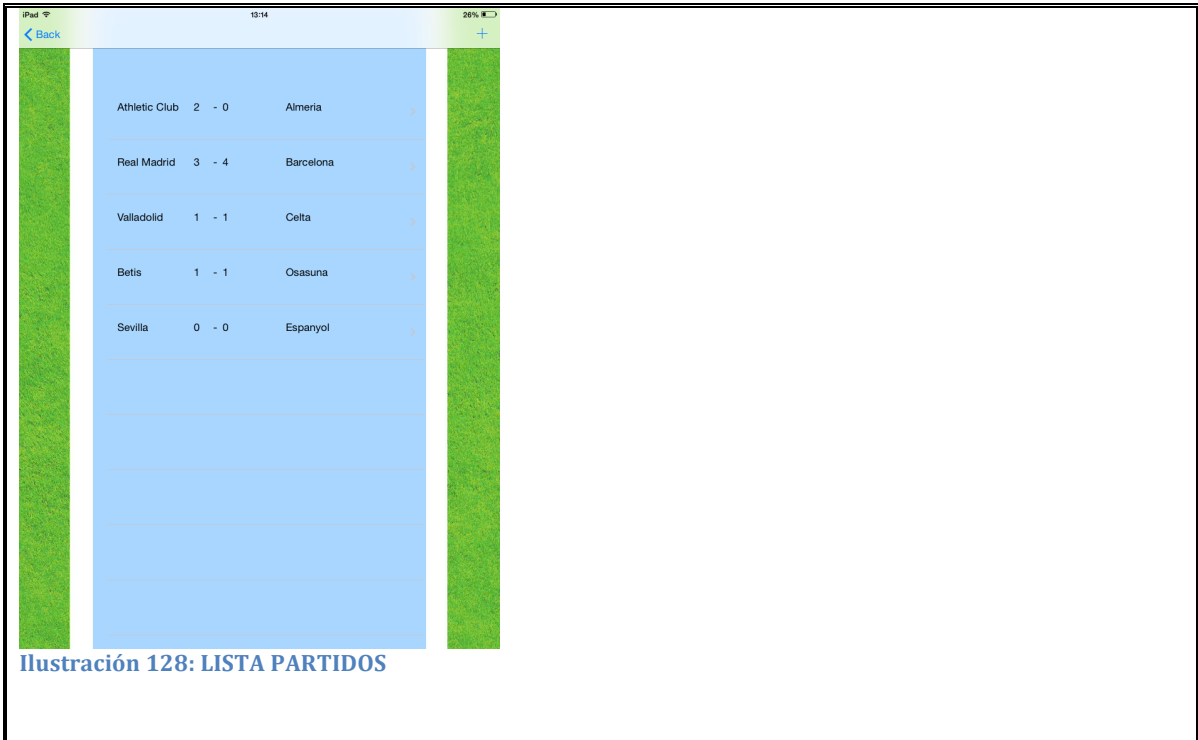 iPad 13:14 26%
Back +
Athletic Club 2 - 0 Almeria
Real Madrid 3 - 4 Barcelona
Valladolid 1 - 1 Celta
Betis 1 - 1 Osasuna
Sevilla 0 - 0 Espanyol
Ilustración 128: LISTA PARTIDOS